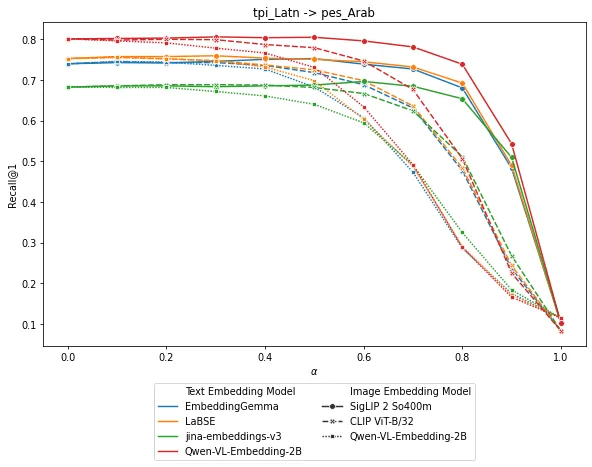 tpi_Latn -> pes_Arab
Recall@1
0.8
0.7
0.6
0.5
0.4
0.3
0.2
0.1
0.0 0.2 0.4 0.6 0.8 1.0
α
Text Embedding Model
EmbeddingGemma
LaBSE
jina-embeddings-v3
Qwen-VL-Embedding-2B
Image Embedding Model
SigLIP 2 So400m
CLIP ViT-B/32
Qwen-VL-Embedding-2B